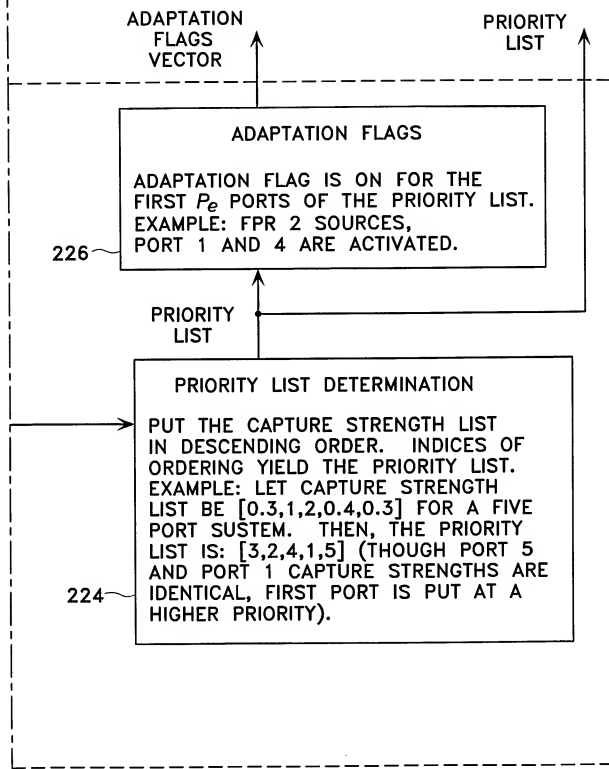 ADAPTATION
FLAGS
VECTOR
PRIORITY
LIST
ADAPTATION FLAGS
ADAPTATION FLAG IS ON FOR THE
FIRST Pe PORTS OF THE PRIORITY LIST.
EXAMPLE: FPR 2 SOURCES,
PORT 1 AND 4 ARE ACTIVATED.
226
PRIORITY
LIST
PRIORITY LIST DETERMINATION
PUT THE CAPTURE STRENGTH LIST
IN DESCENDING ORDER. INDICES OF
ORDERING YIELD THE PRIORITY LIST.
EXAMPLE: LET CAPTURE STRENGTH
LIST BE [0.3,1,2,0.4,0.3] FOR A FIVE
PORT SUSTEM. THEN, THE PRIORITY
LIST IS: [3,2,4,1,5] (THOUGH PORT 5
AND PORT 1 CAPTURE STRENGTHS ARE
IDENTICAL, FIRST PORT IS PUT AT A
HIGHER PRIORITY).
224